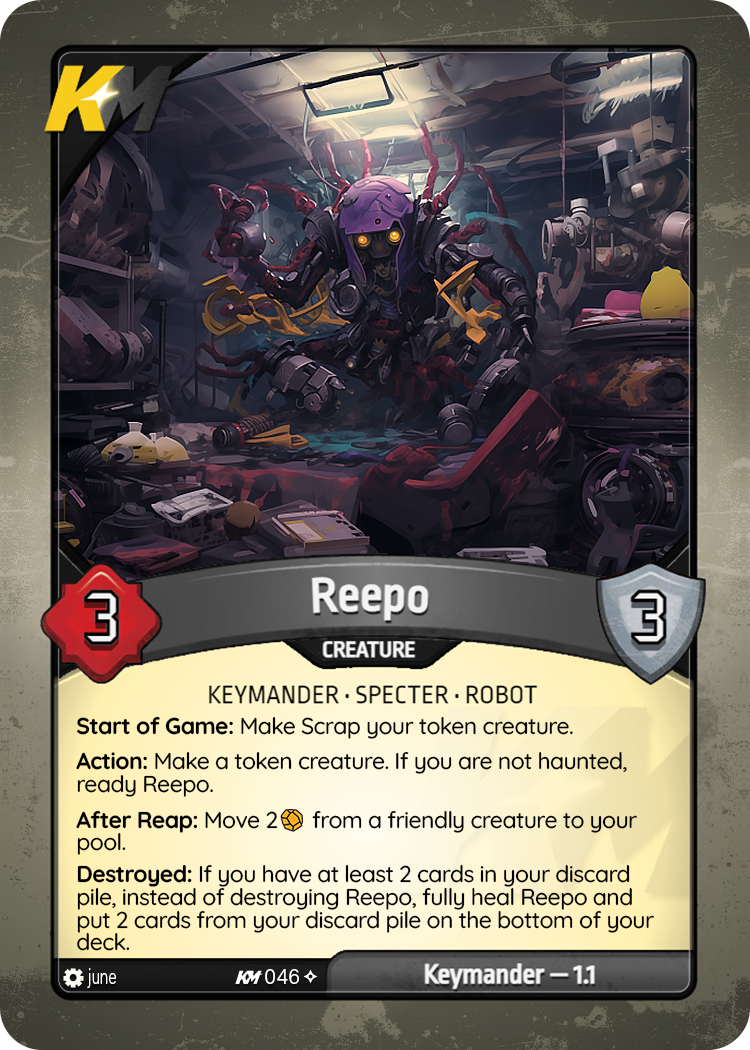 KM
Reepo
3
3
CREATURE
KEYMANDER · SPECTER · ROBOT
Start of Game: Make Scrap your token creature.
Action: Make a token creature. If you are not haunted,
ready Reepo.
After Reap: Move 2 from a friendly creature to your
pool.
Destroyed: If you have at least 2 cards in your discard
pile, instead of destroying Reepo, fully heal Reepo and
put 2 cards from your discard pile on the bottom of your
deck.
june
KM 046
Keymander — 1.1